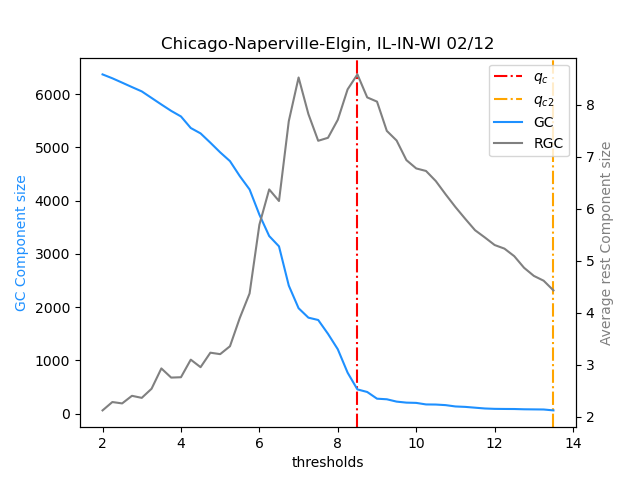 Chicago-Naperville-Elgin, IL-IN-WI 02/12
GC Component size
6000
5000
4000
3000
2000
1000
0
q_c
q_c2
GC
RGC
8
7
6
5
4
3
2
Average rest Component size
2 4 6 8 10 12 14
thresholds